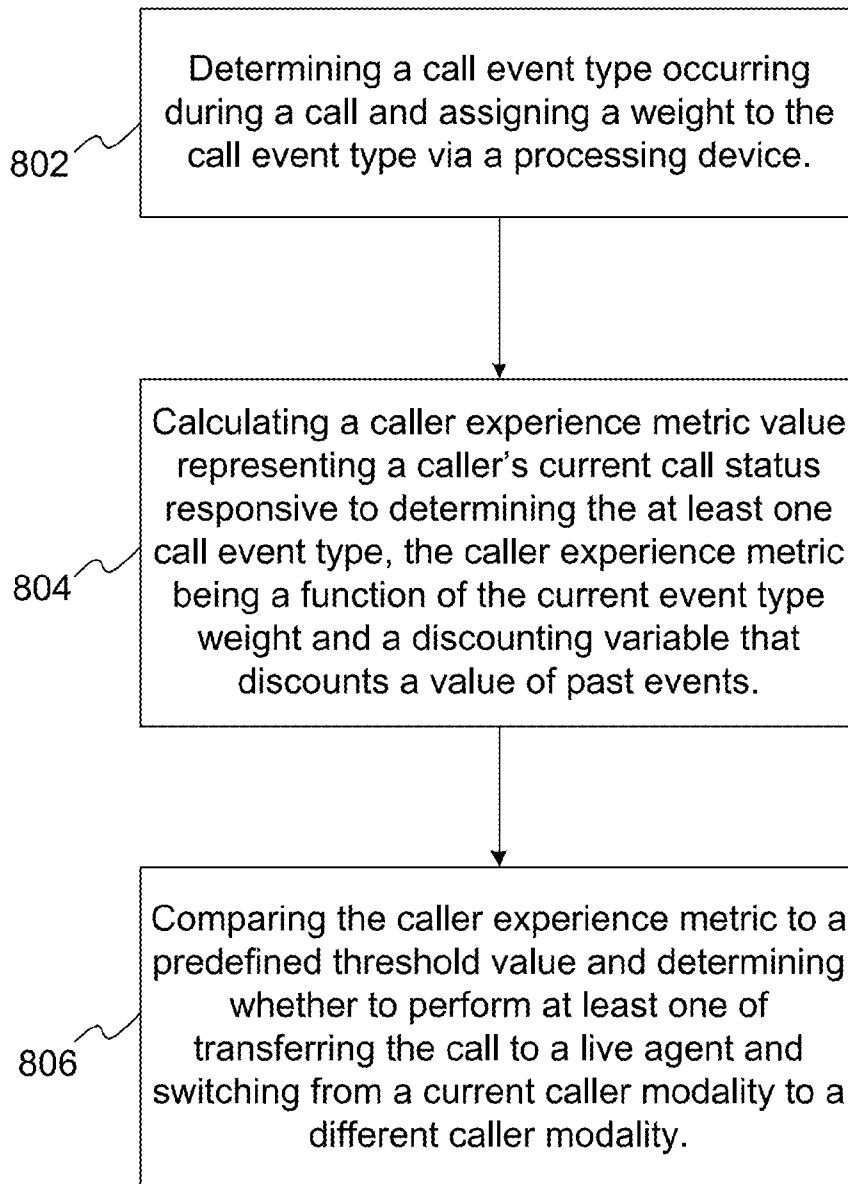 Determining a call event type occurring
during a call and assigning a weight to the
call event type via a processing device.
802
Calculating a caller experience metric value
representing a caller's current call status
responsive to determining the at least one
call event type, the caller experience metric
being a function of the current event type
weight and a discounting variable that
discounts a value of past events.
804
Comparing the caller experience metric to a
predefined threshold value and determining
whether to perform at least one of
transferring the call to a live agent and
switching from a current caller modality to a
different caller modality.
806